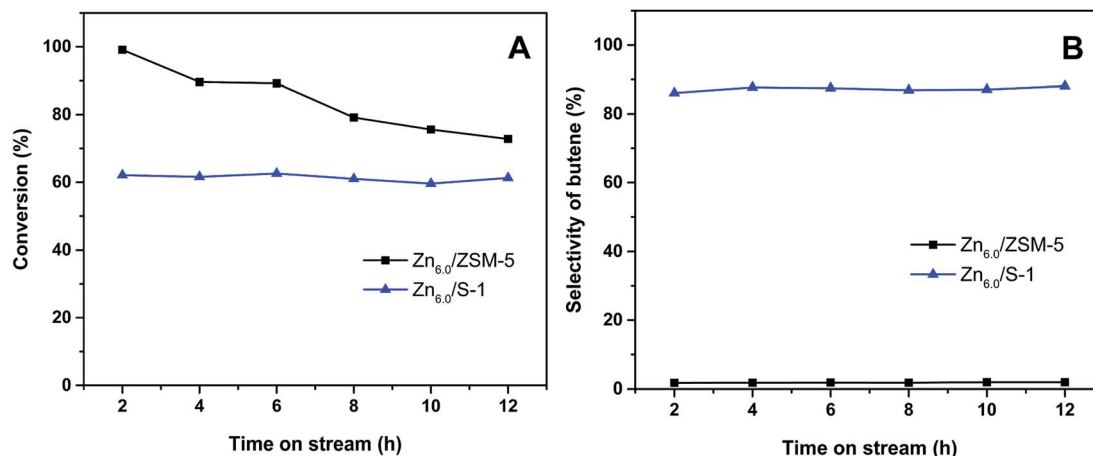 A
Conversion (%)
100
80
60
40
20
0
Zn6.0/ZSM-5
Zn6.0/S-1
2 4 6 8 10 12
Time on stream (h)
B
Selectivity of butene (%)
100
80
60
40
20
0
Zn6.0/ZSM-5
Zn6.0/S-1
2 4 6 8 10 12
Time on stream (h)